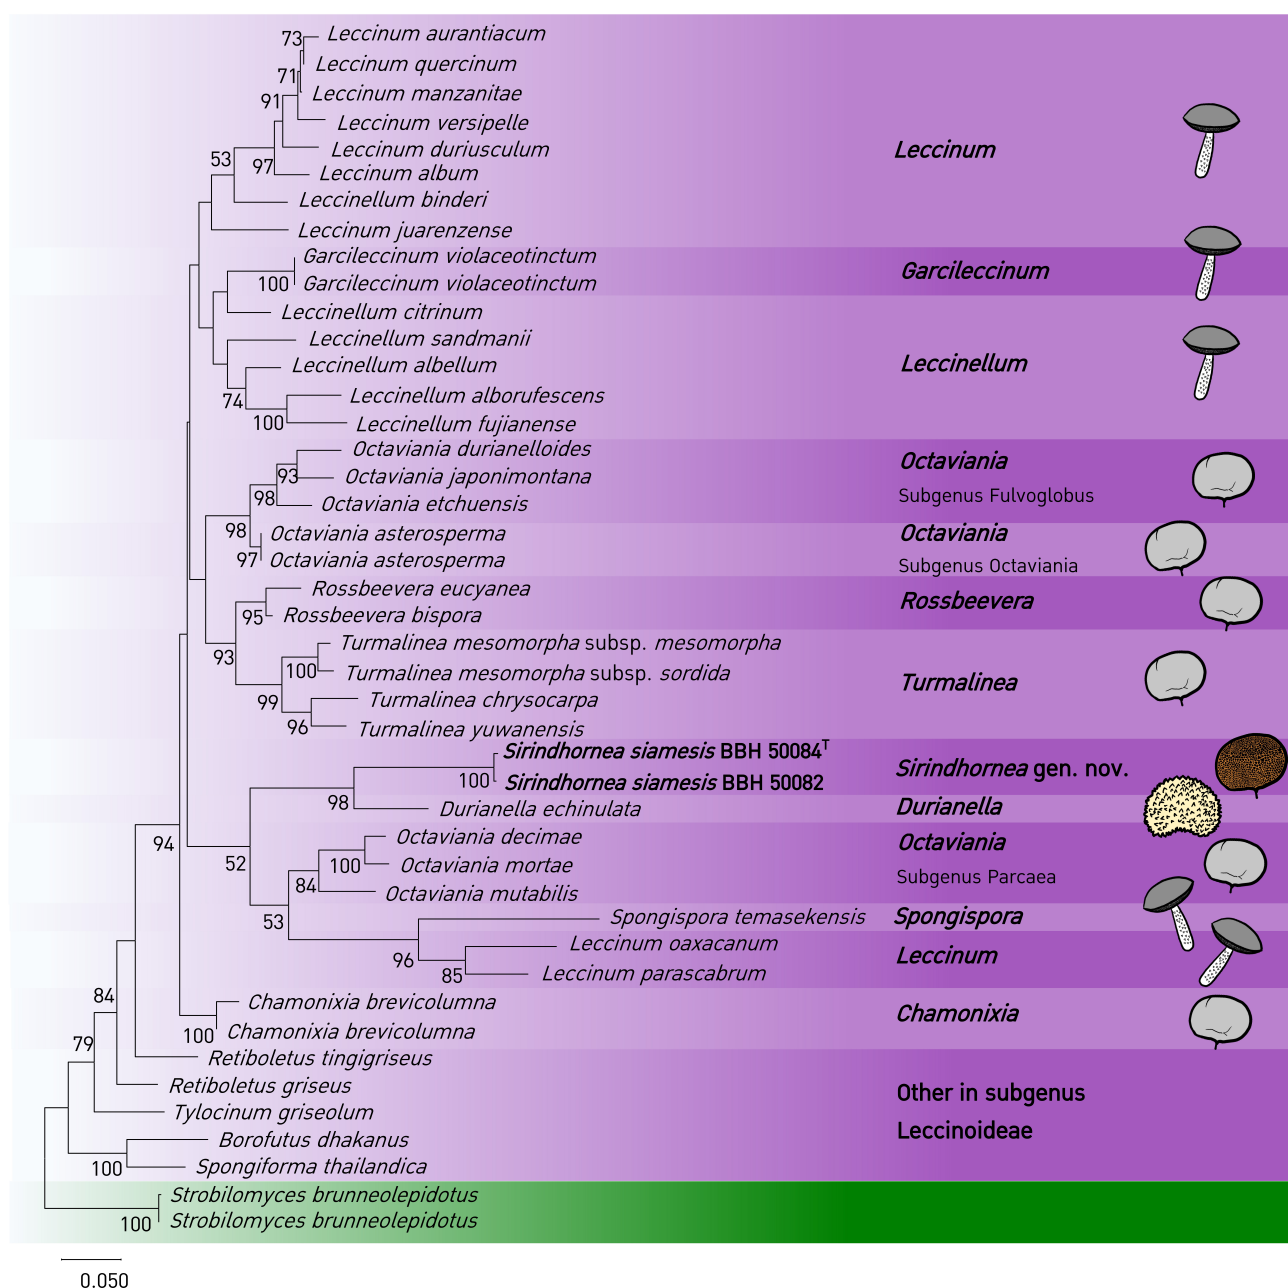 73
Leccinum aurantiacum
Leccinum quercinum
71
Leccinum manzanitae
91
Leccinum versipelle
Leccinum duriusculum
Leccinum
53
97
Leccinum album
Leccinellum binderi
Leccinum juarenzense
Garcileccinum violaceotinctum
Garcileccinum
100
Garcileccinum violaceotinctum
Leccinellum citrinum
Leccinellum sandmanii
Leccinellum albellum
Leccinellum
74
Leccinellum alborufescens
100
Leccinellum fujianense
Octaviania durianelloides
Octaviania
93
Octaviania japonimontana
98
Subgenus Fulvoglobus
Octaviania etchuensis
98
Octaviania asterosperma
Octaviania
97
Octaviania asterosperma
Subgenus Octaviania
Rossbeevera eucyanea
Rossbeevera
95
Rossbeevera bispora
93
Turmalinea mesomorpha subsp. mesomorpha
100
Turmalinea mesomorpha subsp. sordida
Turmalinea
99
Turmalinea chrysocarpa
96
Turmalinea yuwanensis
Sirindhornea siamesis BBH 50084T
Sirindhornea gen. nov.
100
Sirindhornea siamesis BBH 50082
98
Durianella echinulata
Durianella
94
Octaviania decimae
Octaviania
52
100
Octaviania mortae
Subgenus Parcaea
84
Octaviania mutabilis
53
Spongispora temasekensis
Spongispora
Leccinum oaxacanum
Leccinum
96
85
Leccinum parascabrum
84
Chamonixia brevicolumna
Chamonixia
100
Chamonixia brevicolumna
79
Retiboletus tingigriseus
Retiboletus griseus
Other in subgenus
Leccinoideae
Tylocinum griseolum
Borofutus dhakanus
100
Spongiforma thailandica
Strobilomyces brunneolepidotus
100
Strobilomyces brunneolepidotus
0.050